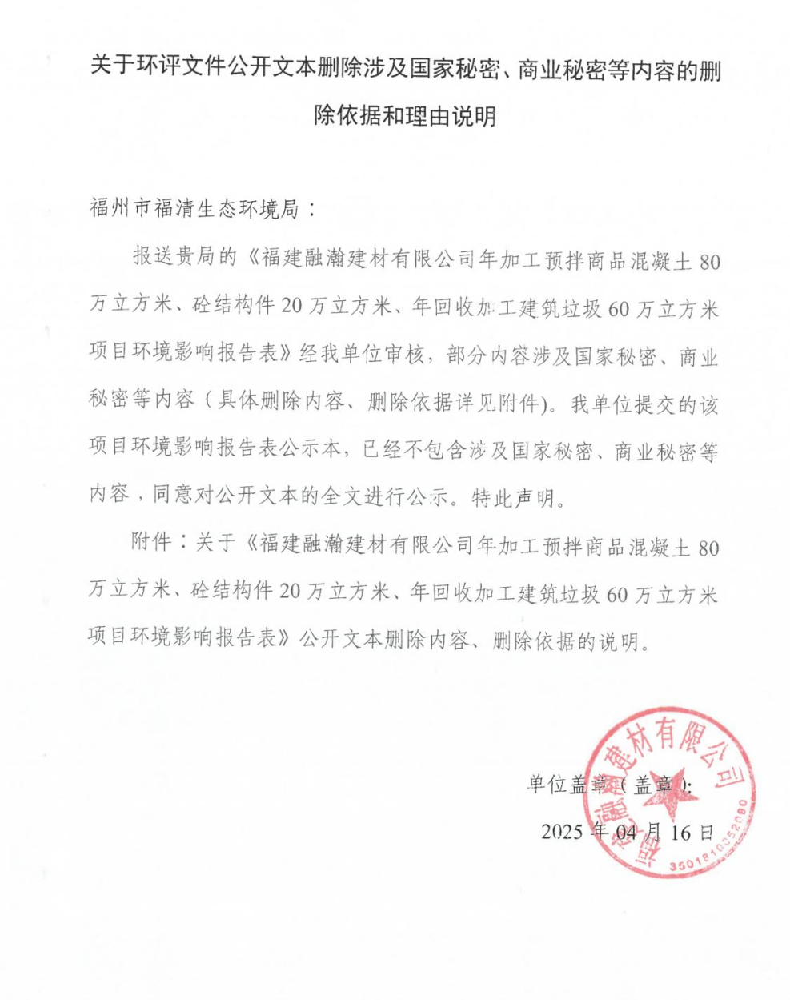 关于环评文件公开文本删除涉及国家秘密、商业秘密等内容的删
除依据和理由说明
福州市福清生态环境局：
报送贵局的《福建融瀚建材有限公司年加工预拌商品混凝土 80
万立方米、砼结构件 20 万立方米、年回收加工建筑垃圾 60 万立方米
项目环境影响报告表》经我单位审核，部分内容涉及国家秘密、商业
秘密等内容（具体删除内容、删除依据详见附件)。我单位提交的该
项目环境影响报告表公示本，已经不包含涉及国家秘密、商业秘密等
内容，同意对公开文本的全文进行公示。特此声明。
附件：关于《福建融瀚建材有限公司年加工预拌商品混凝土 80
万立方米、砼结构件 20 万立方米、年回收加工建筑垃圾 60 万立方米
项目环境影响报告表》公开文本删除内容、删除依据的说明。
福建融瀚建材有限公司
单位盖章（盖章):
2025 年 04 月 16 日
3501810052090